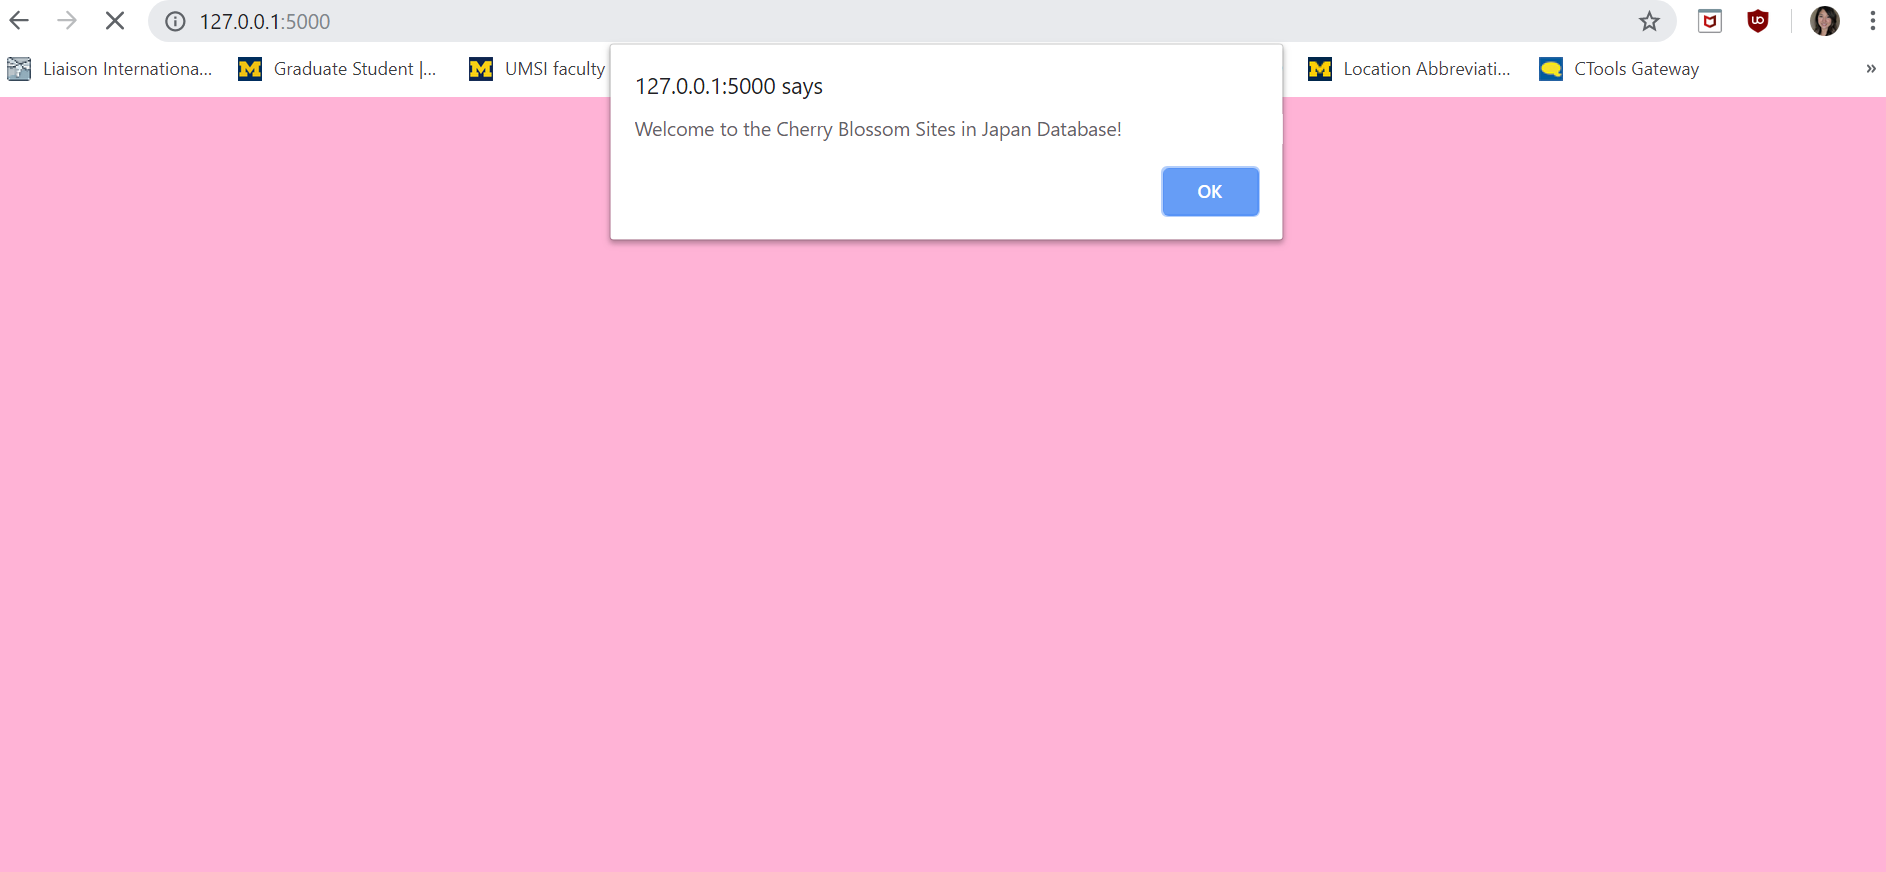 127.0.0.1:5000
Liaison Internationa... Graduate Student |... UMSI faculty Location Abbreviati... CTools Gateway »
127.0.0.1:5000 says
Welcome to the Cherry Blossom Sites in Japan Database!
OK